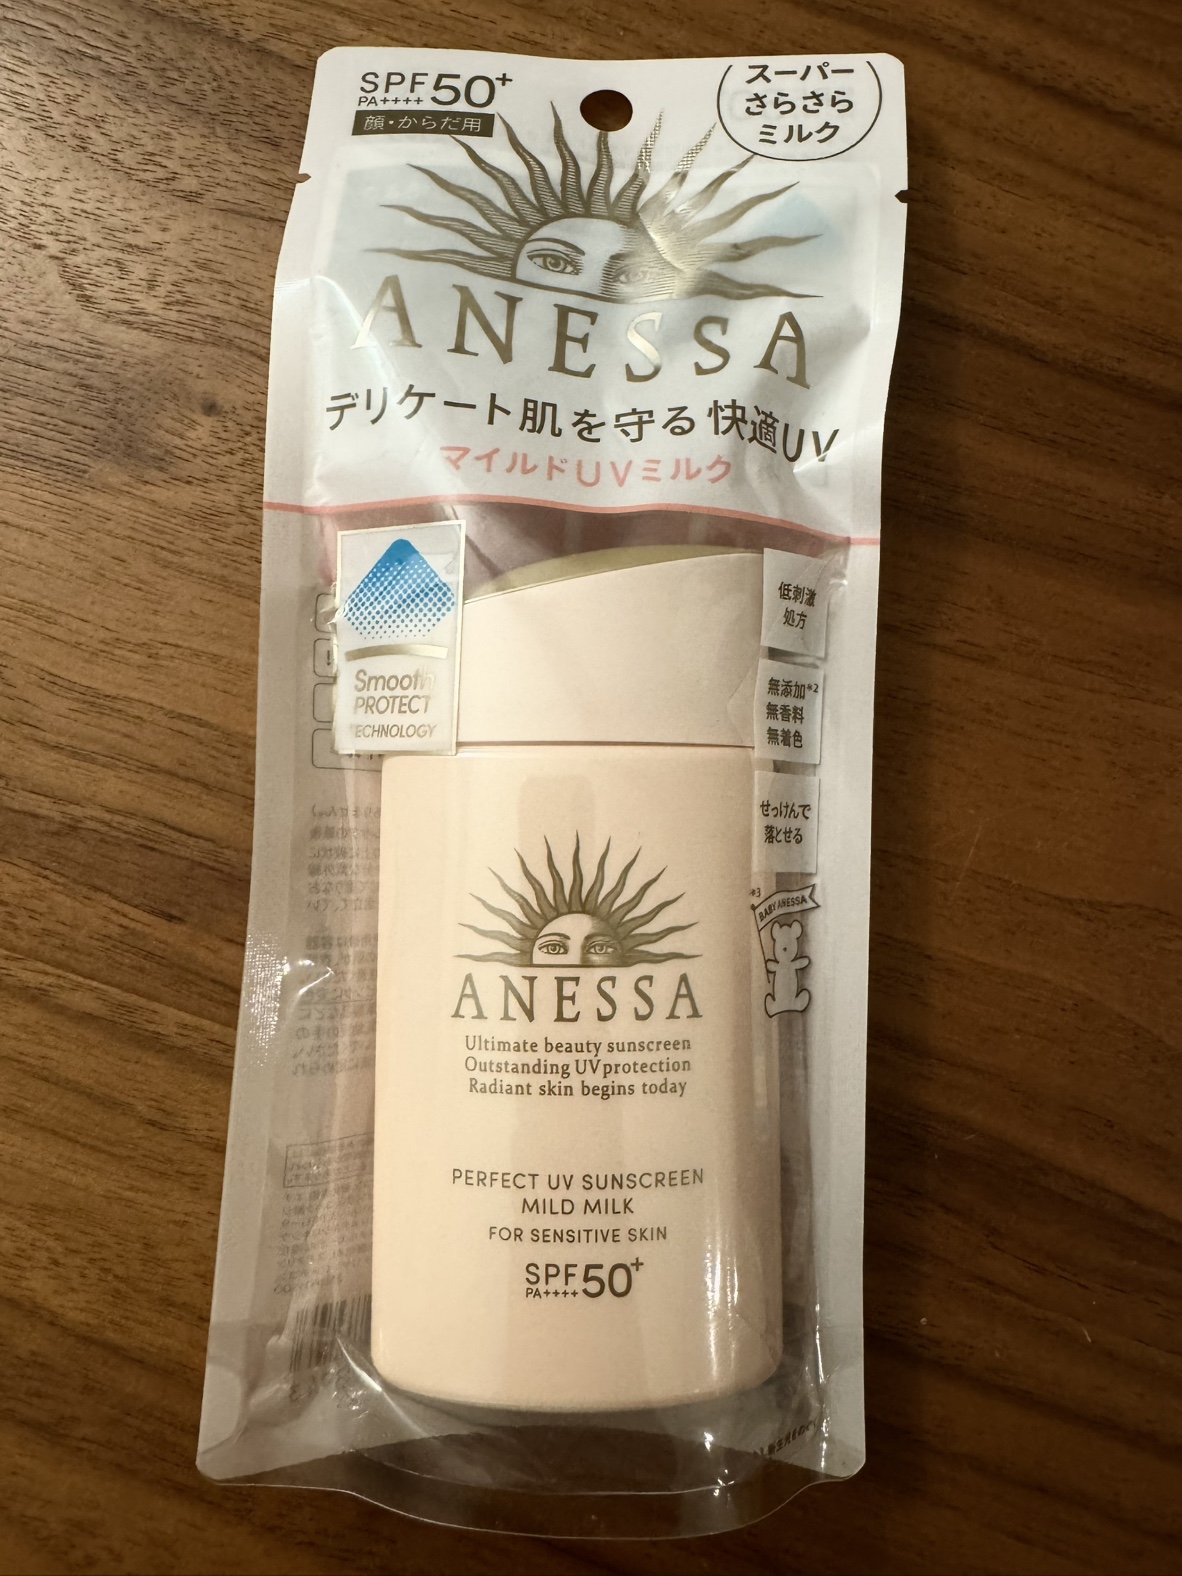 SPF50+
PA++++
顔・からだ用
スーパー
さらさら
ミルク
ANESSA
デリケート肌を守る快適UV
マイルドUVミルク
Smooth
PROTECT
TECHNOLOGY
低刺激
処方
無添加*2
無香料
無着色
せっけんで
落とせる
*3
BABY ANESSA
ANESSA
Ultimate beauty sunscreen
Outstanding UV protection
Radiant skin begins today
PERFECT UV SUNSCREEN
MILD MILK
FOR SENSITIVE SKIN
SPF50+
PA++++